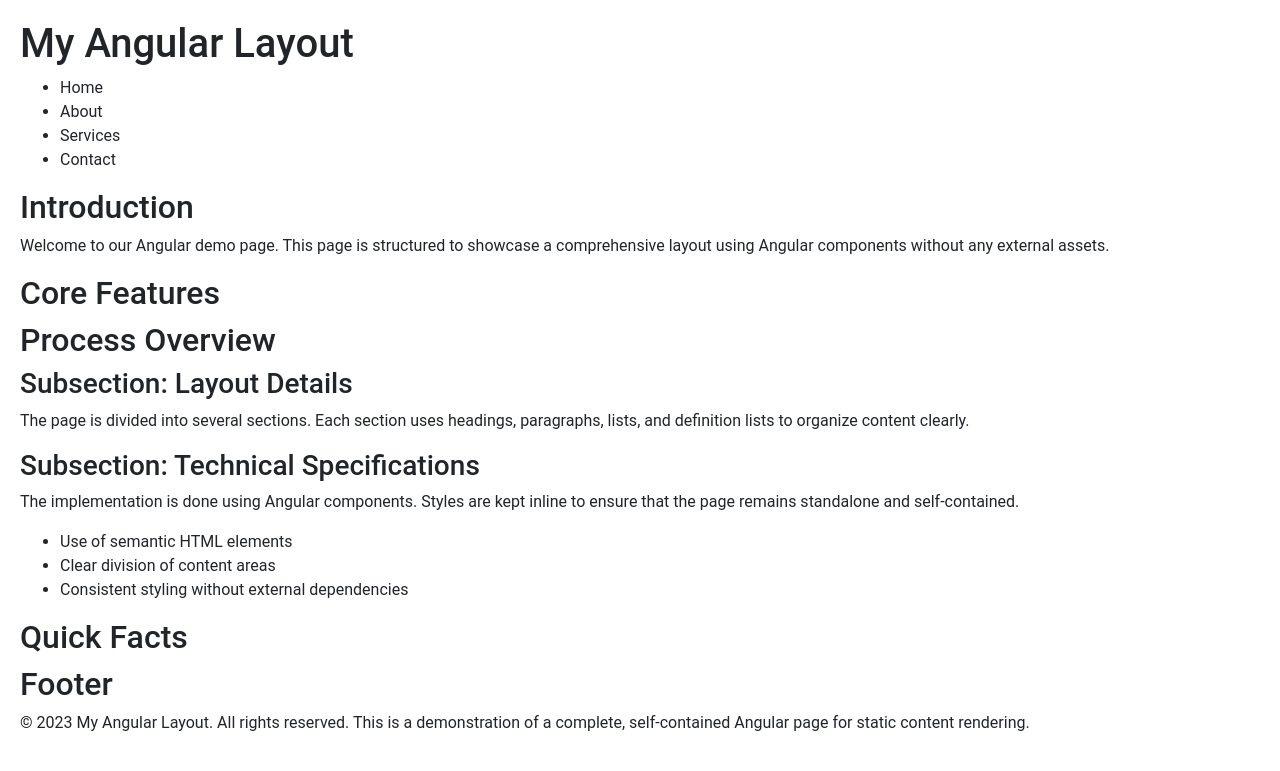 My Angular Layout
Home
About
Services
Contact
Introduction
Welcome to our Angular demo page. This page is structured to showcase a comprehensive layout using Angular components without any external assets.
Core Features
Process Overview
Subsection: Layout Details
The page is divided into several sections. Each section uses headings, paragraphs, lists, and definition lists to organize content clearly.
Subsection: Technical Specifications
The implementation is done using Angular components. Styles are kept inline to ensure that the page remains standalone and self-contained.
Use of semantic HTML elements
Clear division of content areas
Consistent styling without external dependencies
Quick Facts
Footer
© 2023 My Angular Layout. All rights reserved. This is a demonstration of a complete, self-contained Angular page for static content rendering.